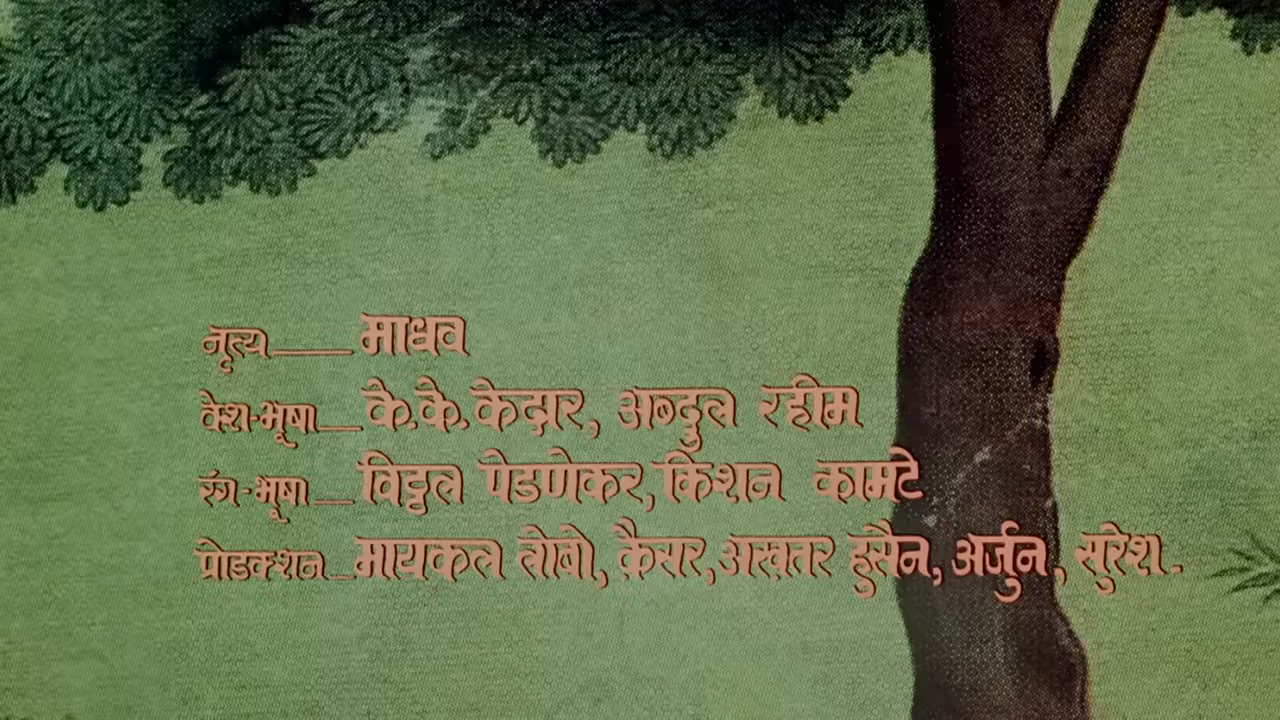 नृत्य — माधव
वेश-भूषा — के. के. केदार, अब्दुल रहीम
रंग-भूषा — विठ्ठल पेडणेकर, किशन कामटे
प्रोडक्शन — मायकल लोबो, क़ैसर, अख़तर हुसैन, अर्जुन, सुरेश.